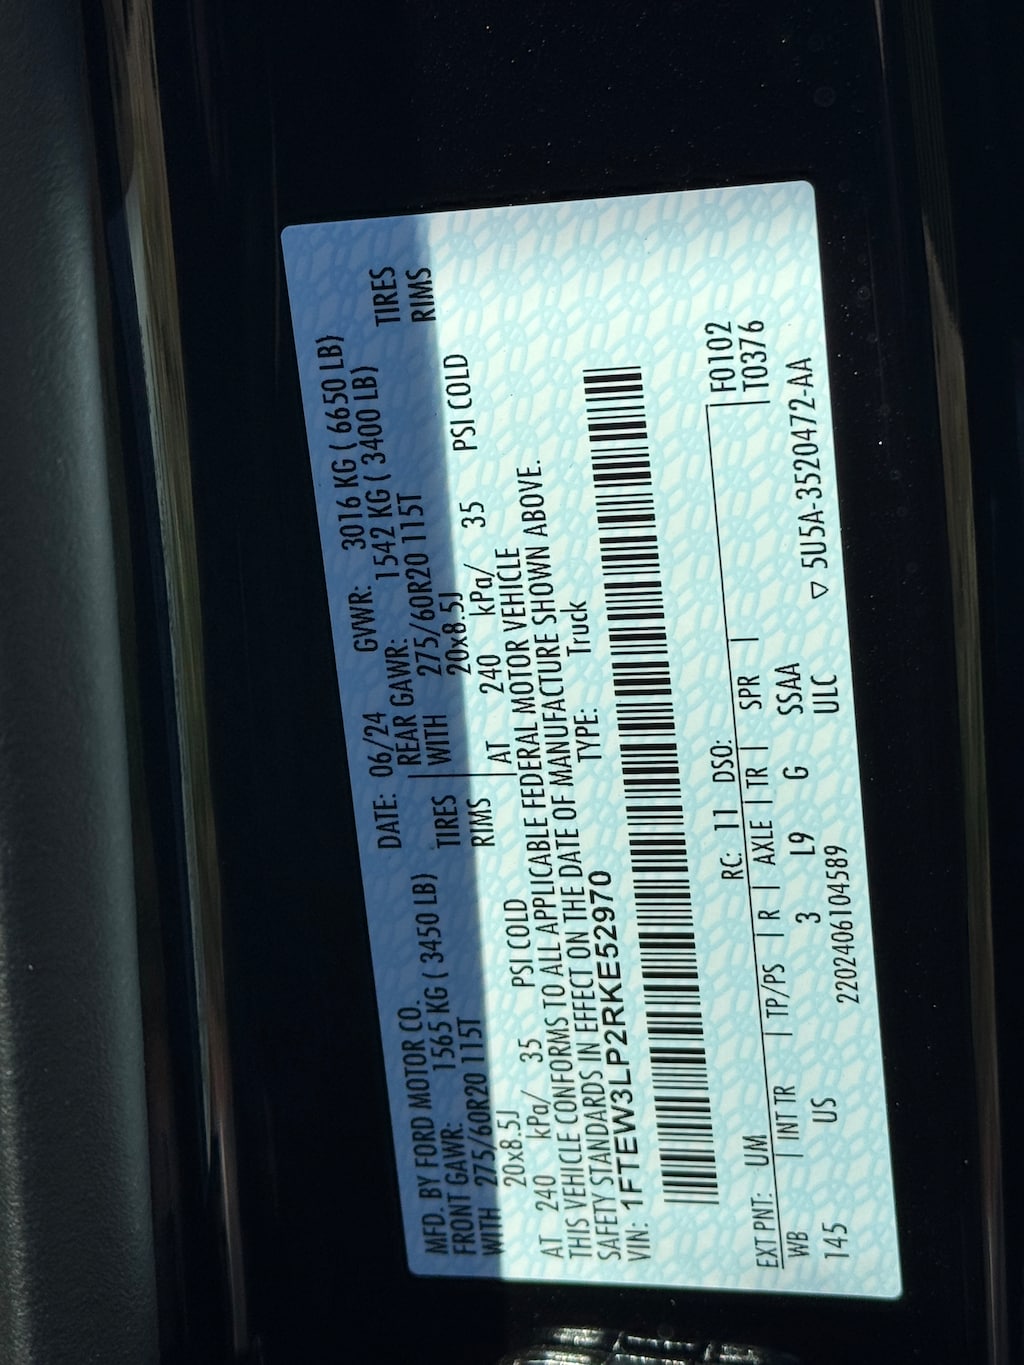 MFD. BY FORD MOTOR CO. DATE: 06/24 GVWR: 3016 KG ( 6650 LB)
FRONT GAWR: 1565 KG ( 3450 LB) REAR GAWR: 1542 KG ( 3400 LB)
WITH 275/60R20 115T TIRES WITH 275/60R20 115T TIRES
20x8.5J RIMS 20x8.5J RIMS
AT 240 kPa/ 35 PSI COLD AT 240 kPa/ 35 PSI COLD
THIS VEHICLE CONFORMS TO ALL APPLICABLE FEDERAL MOTOR VEHICLE
SAFETY STANDARDS IN EFFECT ON THE DATE OF MANUFACTURE SHOWN ABOVE.
VIN: 1FTEW3LP2RKE52970 TYPE: Truck
EXT PNT: UM RC: 11 DSO: F0102
WB | INT TR | TP/PS | R | AXLE | TR | SPR | T0376
145 US 3 L9 G SSAA
2202406104589 ULC ▽ 5U5A-3520472-AA